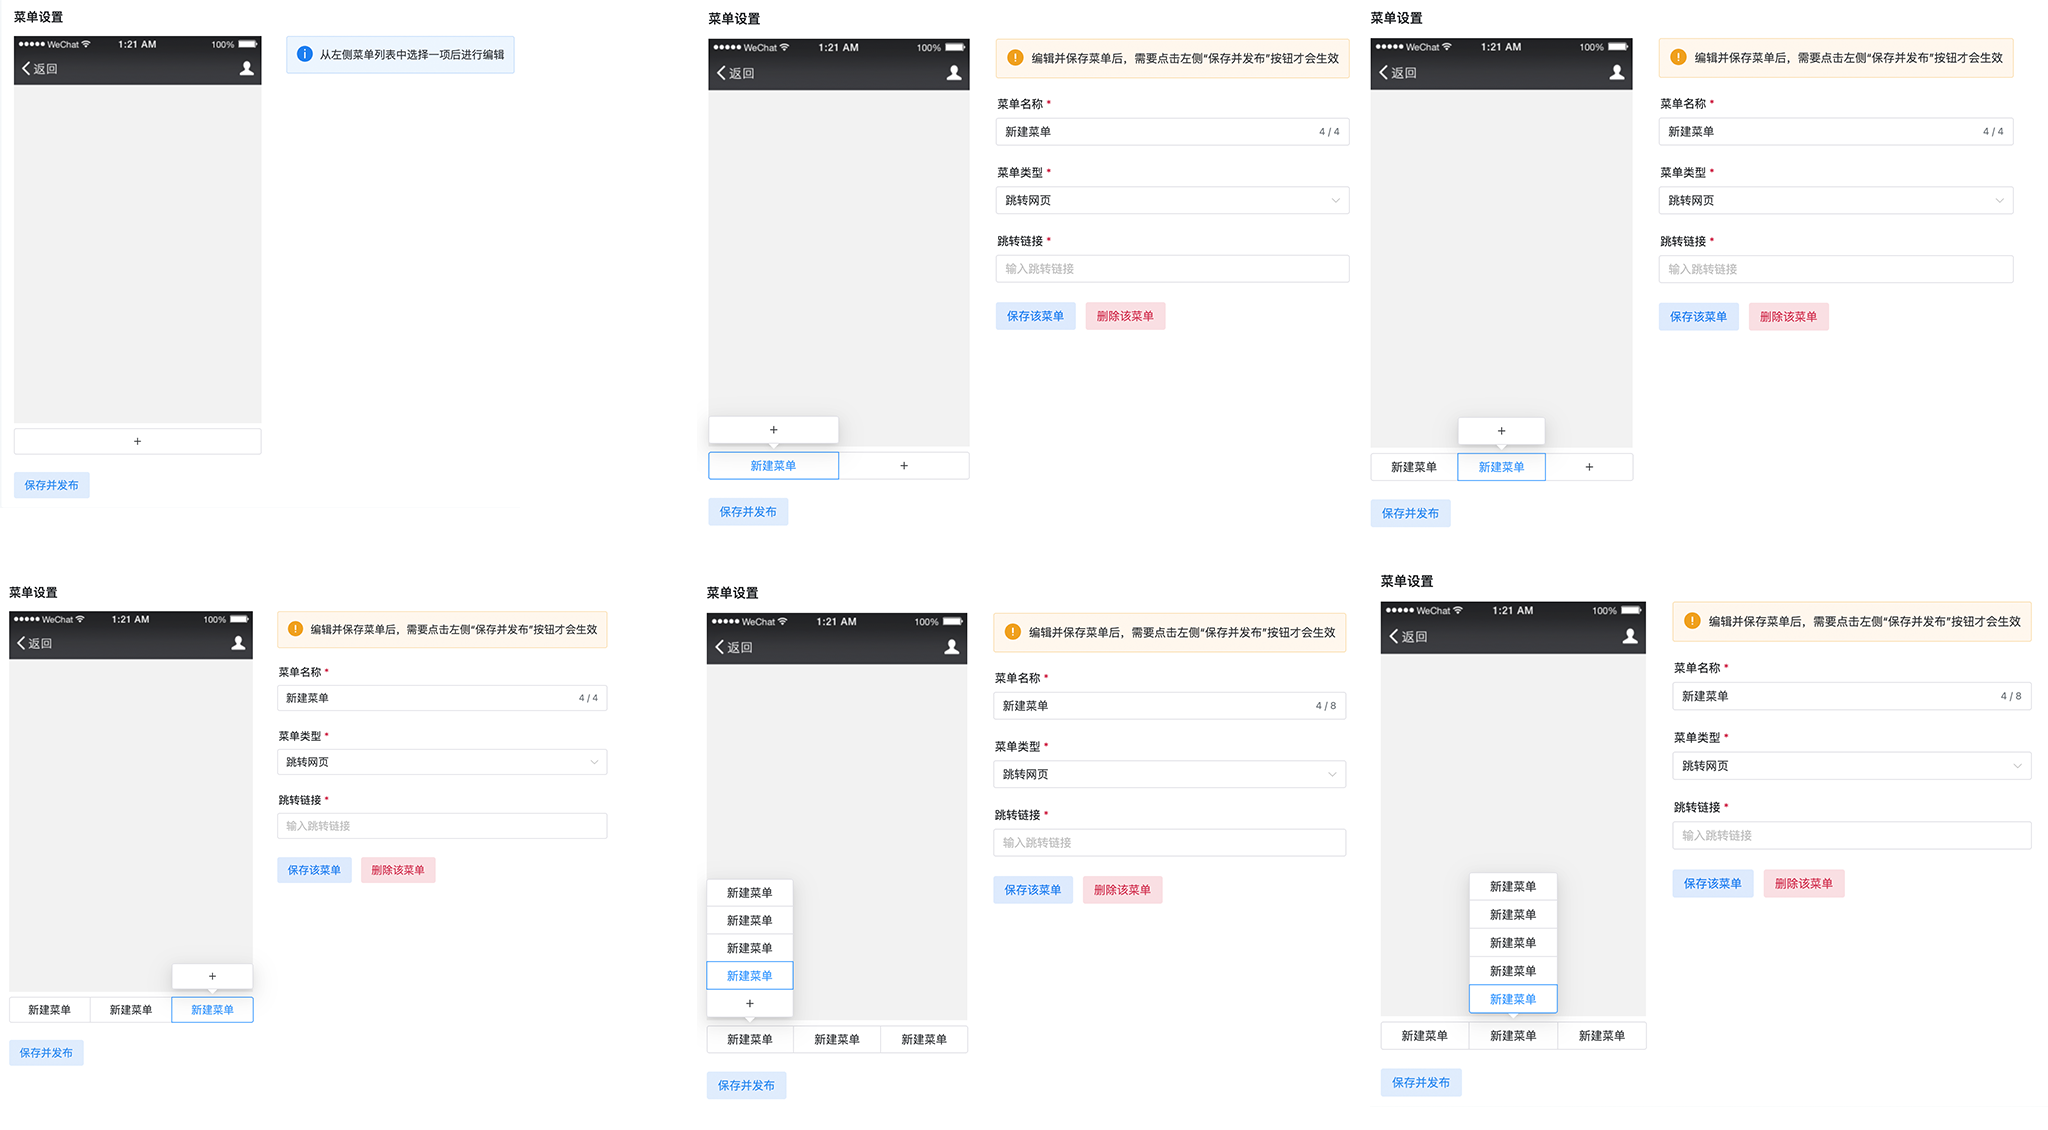 菜单设置
WeChat 1:21 AM 100%
返回
从左侧菜单列表中选择一项后进行编辑
+
保存并发布
菜单设置
WeChat 1:21 AM 100%
返回
编辑并保存菜单后，需要点击左侧“保存并发布”按钮才会生效
菜单名称 *
新建菜单 4 / 4
菜单类型 *
跳转网页
跳转链接 *
输入跳转链接
保存该菜单 删除该菜单
+
新建菜单 +
保存并发布
菜单设置
WeChat 1:21 AM 100%
返回
编辑并保存菜单后，需要点击左侧“保存并发布”按钮才会生效
菜单名称 *
新建菜单 4 / 4
菜单类型 *
跳转网页
跳转链接 *
输入跳转链接
保存该菜单 删除该菜单
+
新建菜单 新建菜单 +
保存并发布
菜单设置
WeChat 1:21 AM 100%
返回
编辑并保存菜单后，需要点击左侧“保存并发布”按钮才会生效
菜单名称 *
新建菜单 4 / 4
菜单类型 *
跳转网页
跳转链接 *
输入跳转链接
保存该菜单 删除该菜单
+
新建菜单 新建菜单 新建菜单
保存并发布
菜单设置
WeChat 1:21 AM 100%
返回
编辑并保存菜单后，需要点击左侧“保存并发布”按钮才会生效
菜单名称 *
新建菜单 4 / 8
菜单类型 *
跳转网页
跳转链接 *
输入跳转链接
保存该菜单 删除该菜单
新建菜单
新建菜单
新建菜单
新建菜单
+
新建菜单 新建菜单 新建菜单
保存并发布
菜单设置
WeChat 1:21 AM 100%
返回
编辑并保存菜单后，需要点击左侧“保存并发布”按钮才会生效
菜单名称 *
新建菜单 4 / 8
菜单类型 *
跳转网页
跳转链接 *
输入跳转链接
保存该菜单 删除该菜单
新建菜单
新建菜单
新建菜单
新建菜单
新建菜单
新建菜单 新建菜单 新建菜单
保存并发布